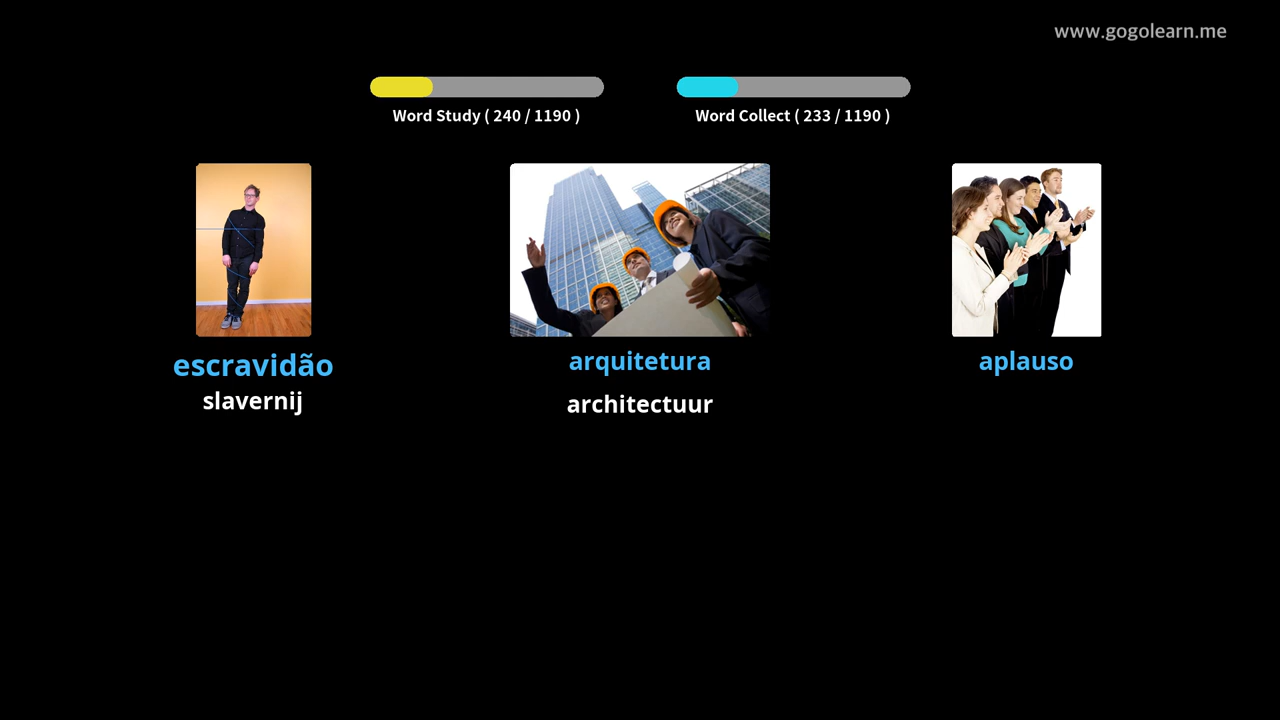 www.gogolearn.me
Word Study ( 240 / 1190 )
Word Collect ( 233 / 1190 )
escravidão
arquitetura
aplauso
slavernij
architectuur